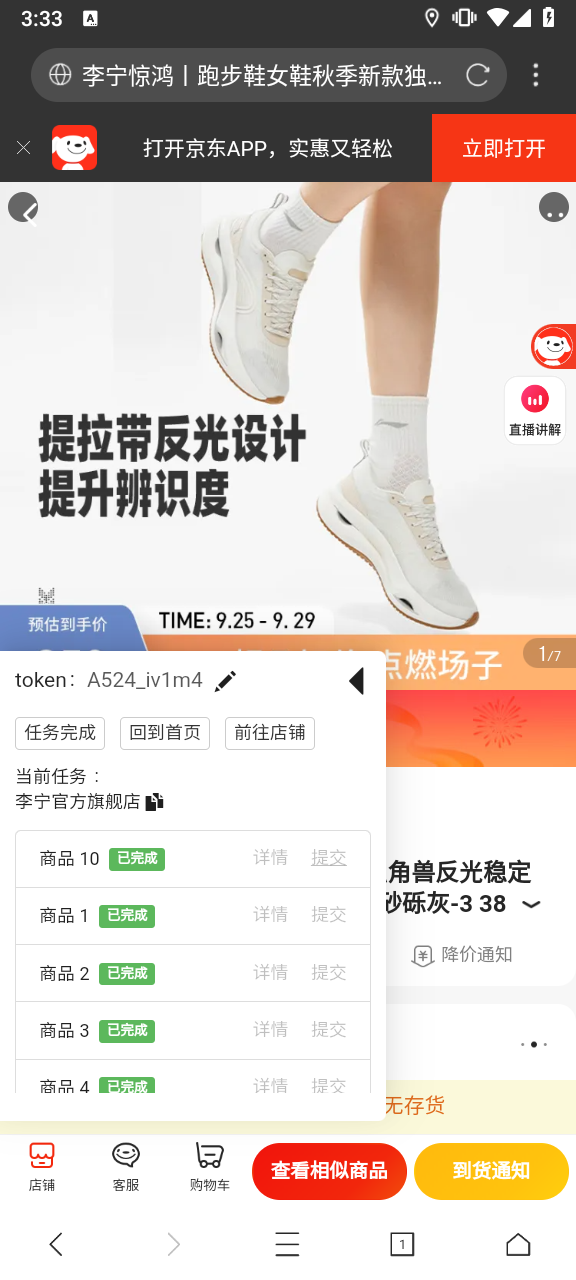 3:33
A
李宁惊鸿丨跑步鞋女鞋秋季新款独...
打开京东APP，实惠又轻松
立即打开
提拉带反光设计
提升辨识度
直播讲解
预估到手价
TIME: 9.25 - 9. 29
点燃场子
1/7
token： A524_iv1m4
任务完成
回到首页
前往店铺
当前任务：
李宁官方旗舰店
商品 10 已完成 详情 提交
商品 1 已完成 详情 提交
商品 2 已完成 详情 提交
商品 3 已完成 详情 提交
商品 4 已完成 详情 提交
角兽反光稳定
砂砾灰-3 38
降价通知
无存货
店铺
客服
购物车
查看相似商品
到货通知
1